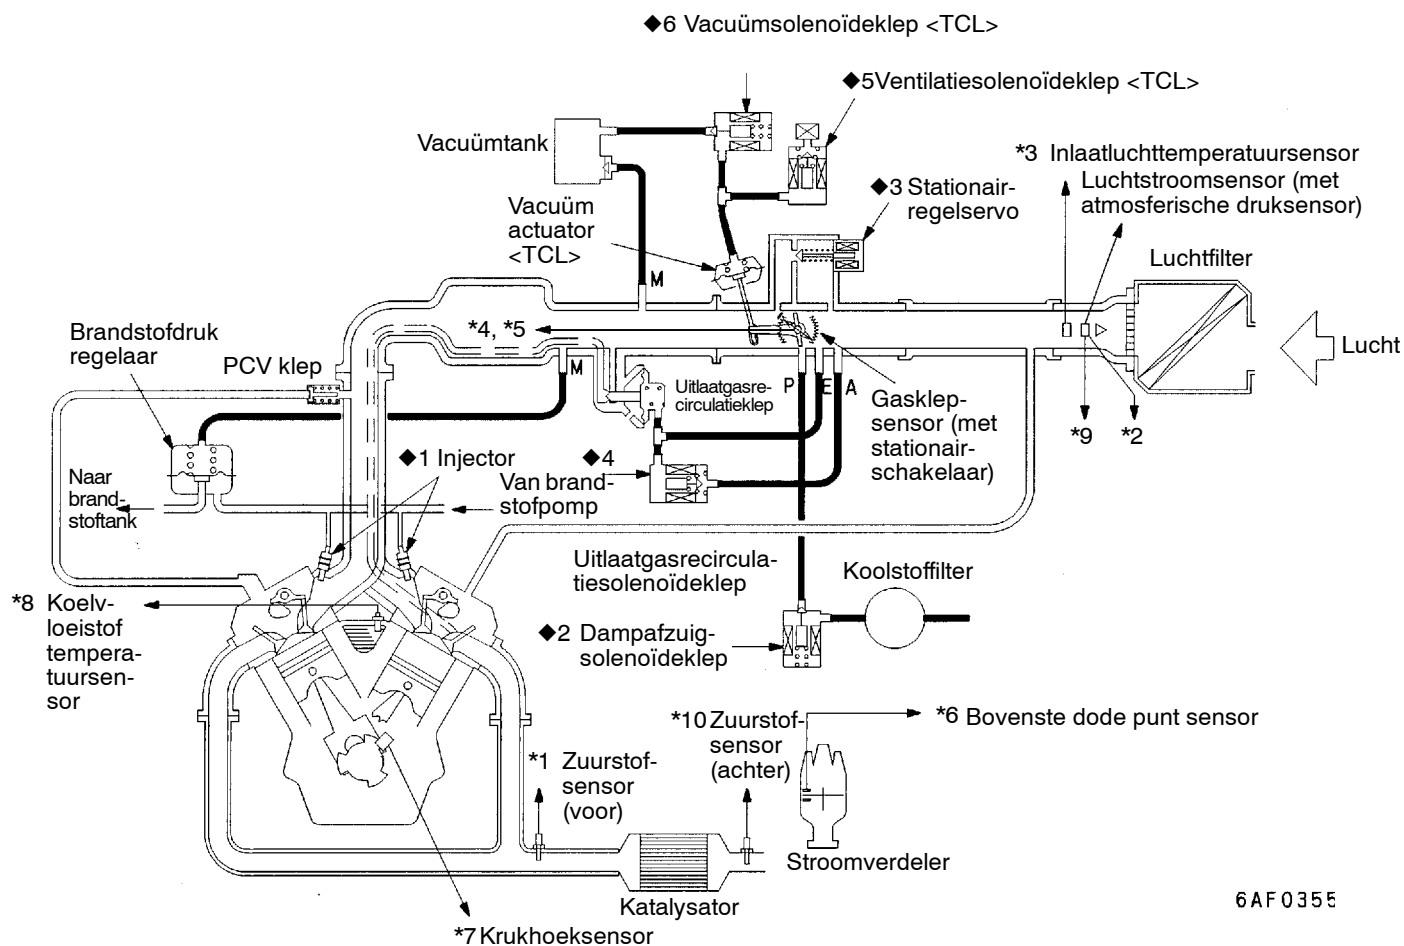 ◆6 Vacuümsolenoïdeklep <TCL>
◆5Ventilatiesolenoïdeklep <TCL>
Vacuümtank
*3 Inlaatluchttemperatuursensor
Luchtstroomsensor (met
atmosferische druksensor)
◆3 Stationair-
regelservo
Vacuüm
actuator
<TCL>
Luchtfilter
M
Brandstofdruk
regelaar
*4, *5
Lucht
PCV klep
M
Uitlaatgasre-
circulatieklep
P
E
A
Gasklep-
sensor (met
stationair-
schakelaar)
*9
*2
◆1 Injector
◆4
Naar
brand-
stoftank
Van brand-
stofpomp
Uitlaatgasrecircula-
tiesolenoïdeklep
Koolstoffilter
*8 Koelv-
loeistof
tempera-
tuursen-
sor
◆2 Dampafzuig-
solenoïdeklep
*10 Zuurstof-
sensor
(achter)
*6 Bovenste dode punt sensor
*1 Zuurstof-
sensor
(voor)
Stroomverdeler
Katalysator
*7 Krukhoeksensor
6AF0355